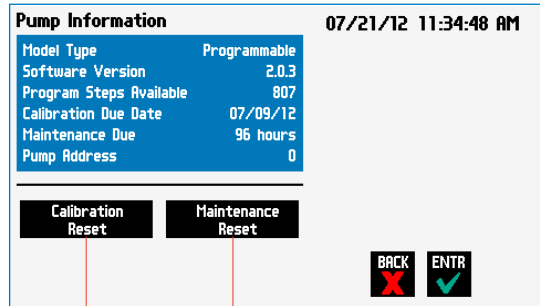 Pump Information 07/21/12 11:34:48 AM
Model Type Programmable
Software Version 2.0.3
Program Steps Available 807
Calibration Due Date 07/09/12
Maintenance Due 96 hours
Pump Address 0
Calibration Reset
Maintenance Reset
BACK ENTR